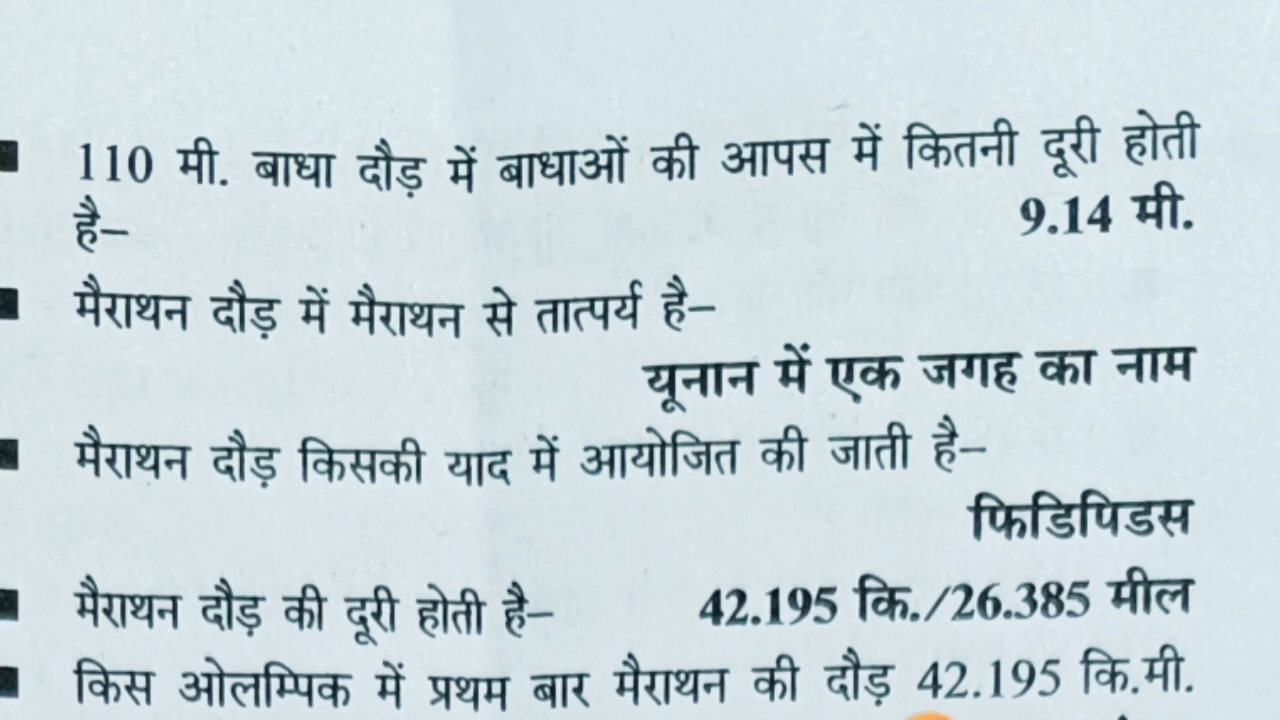 110 मी. बाधा दौड़ में बाधाओं की आपस में कितनी दूरी होती
है– 9.14 मी.
मैराथन दौड़ में मैराथन से तात्पर्य है–
यूनान में एक जगह का नाम
मैराथन दौड़ किसकी याद में आयोजित की जाती है–
फिडिपिडस
मैराथन दौड़ की दूरी होती है– 42.195 कि./26.385 मील
किस ओलम्पिक में प्रथम बार मैराथन की दौड़ 42.195 कि.मी.